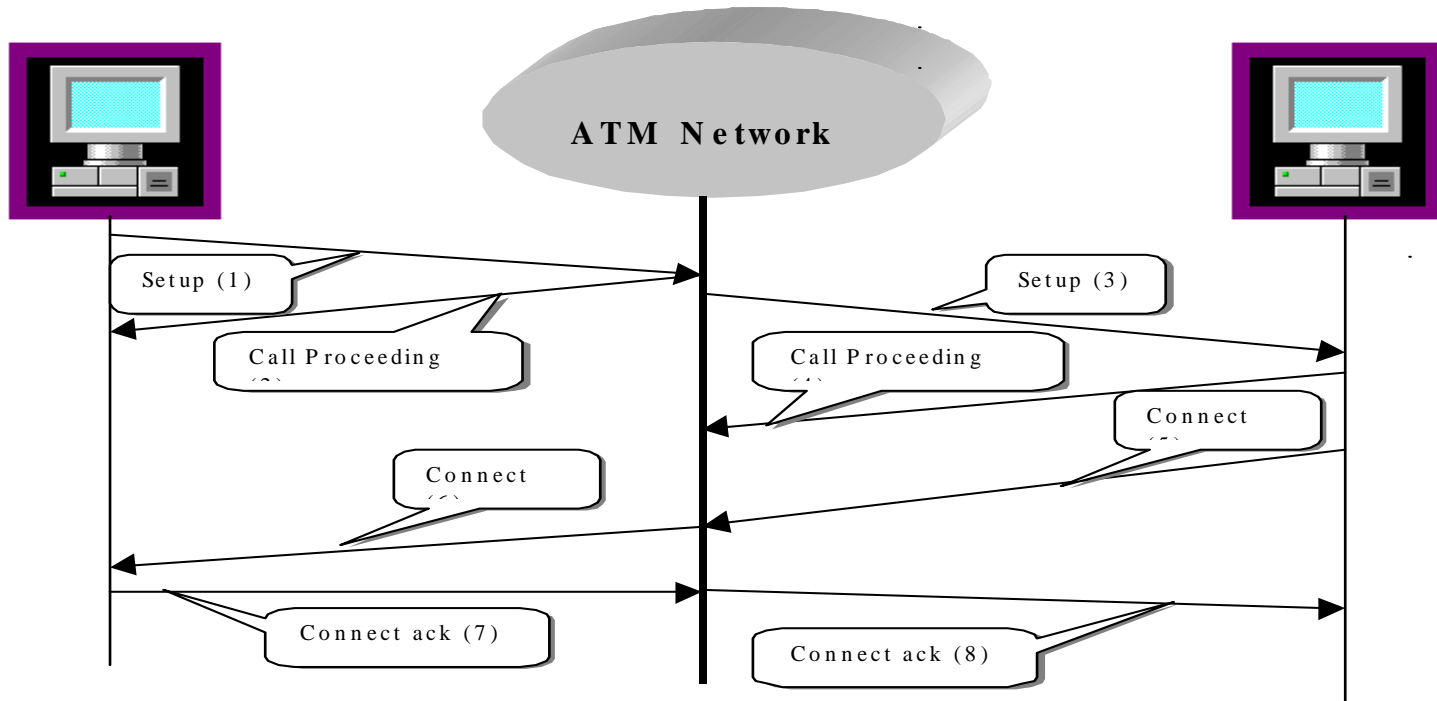 ATM Network
Setup (1)
Setup (3)
Call Proceeding
Call Proceeding
Connect
Connect
Connect ack (7)
Connect ack (8)